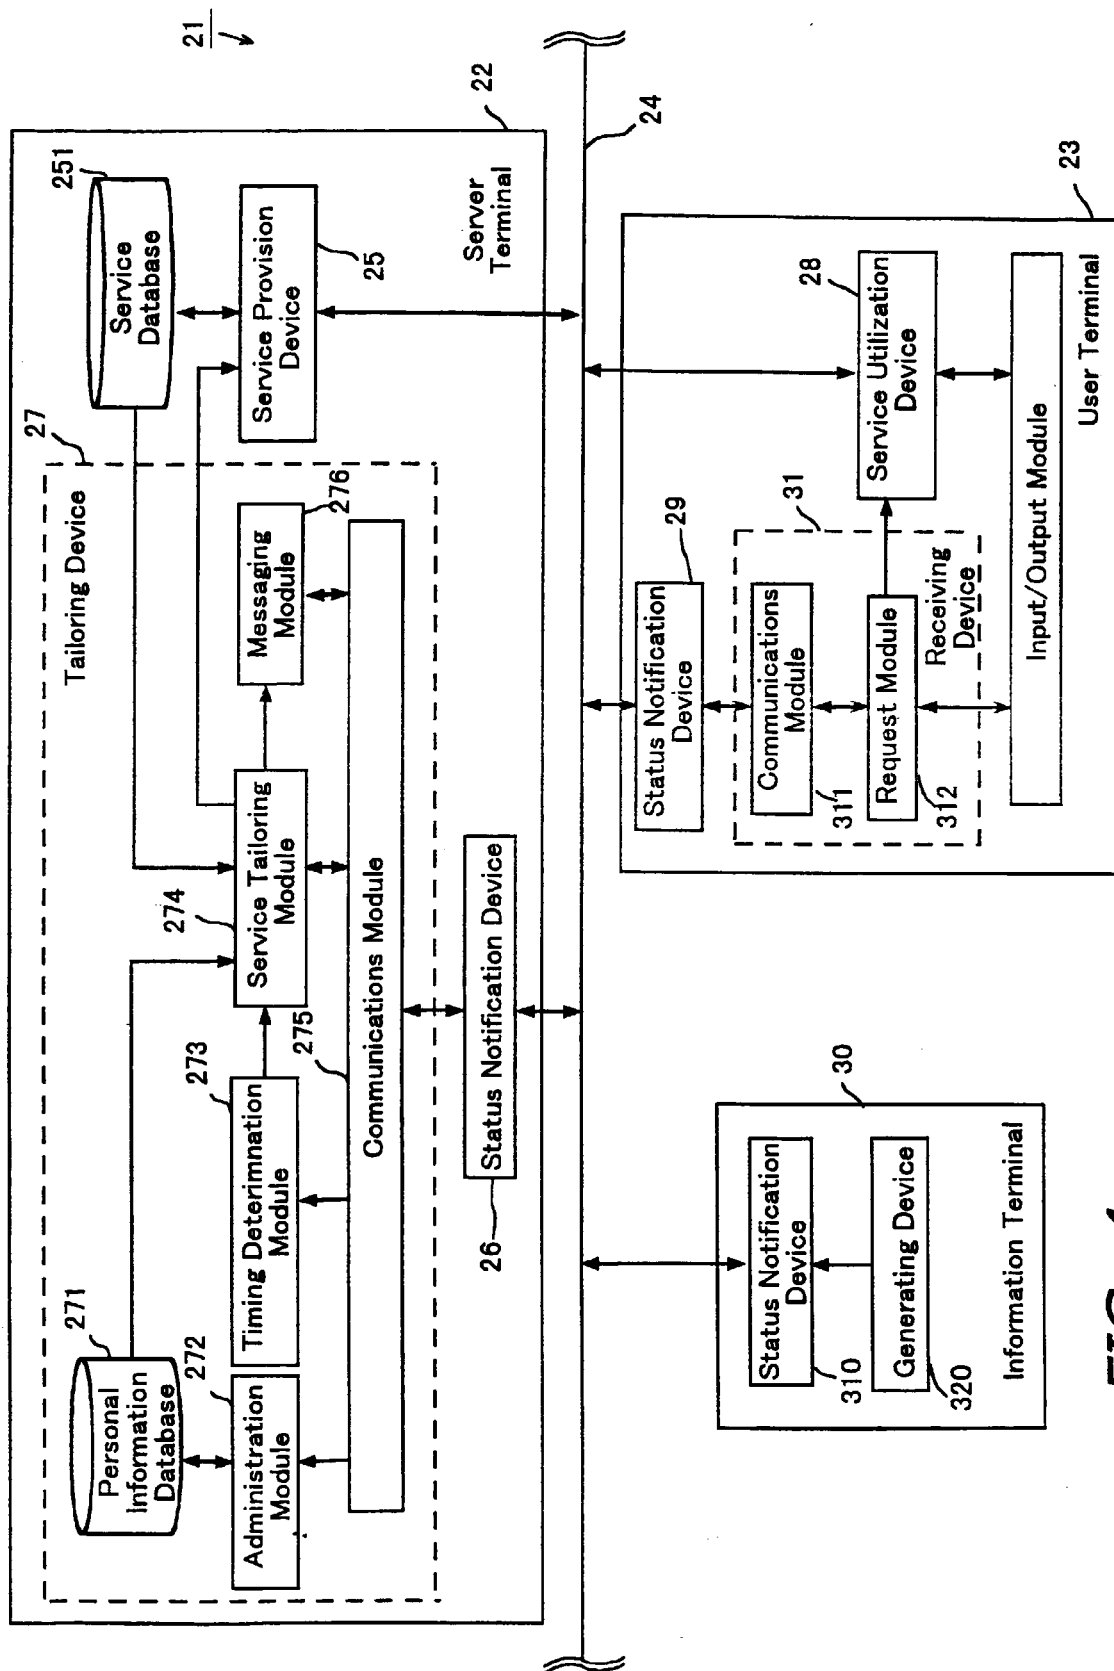 21
22
Server
Terminal
251
Service
Database
Service Provision
Device
25
27
Tailoring Device
276
Messaging
Module
274
Service Tailoring
Module
275
Communications Module
273
Timing Deterimnation
Module
271
Personal
Information
Database
272
Administration
Module
Status Notification Device
26
24
23
User Terminal
28
Service Utilization
Device
29
Status Notification
Device
31
Receiving
Device
Communications
Module
311
Request Module
312
Input/Output Module
30
Information Terminal
Status Notification
Device
310
Generating Device
320